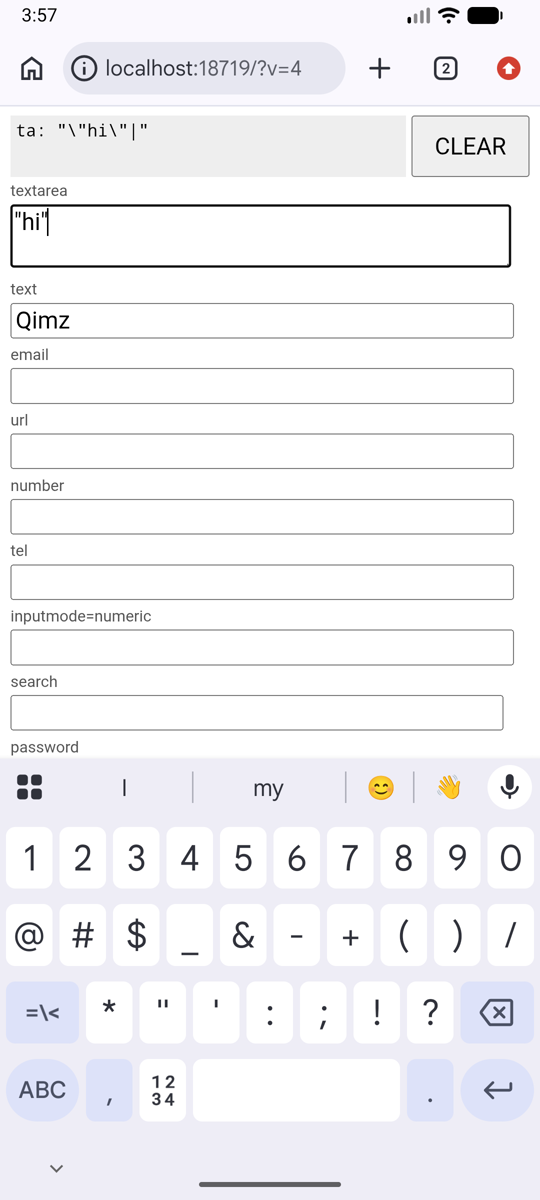 3:57
localhost:18719/?v=4
2
ta: "\"hi\"|"
CLEAR
textarea
"hi"
text
Qimz
email
url
number
tel
inputmode=numeric
search
password
I my 😊 👋
1 2 3 4 5 6 7 8 9 0
@ # $ _ & - + ( ) /
=\< * " ' : ; ! ?
ABC , 12 .
34